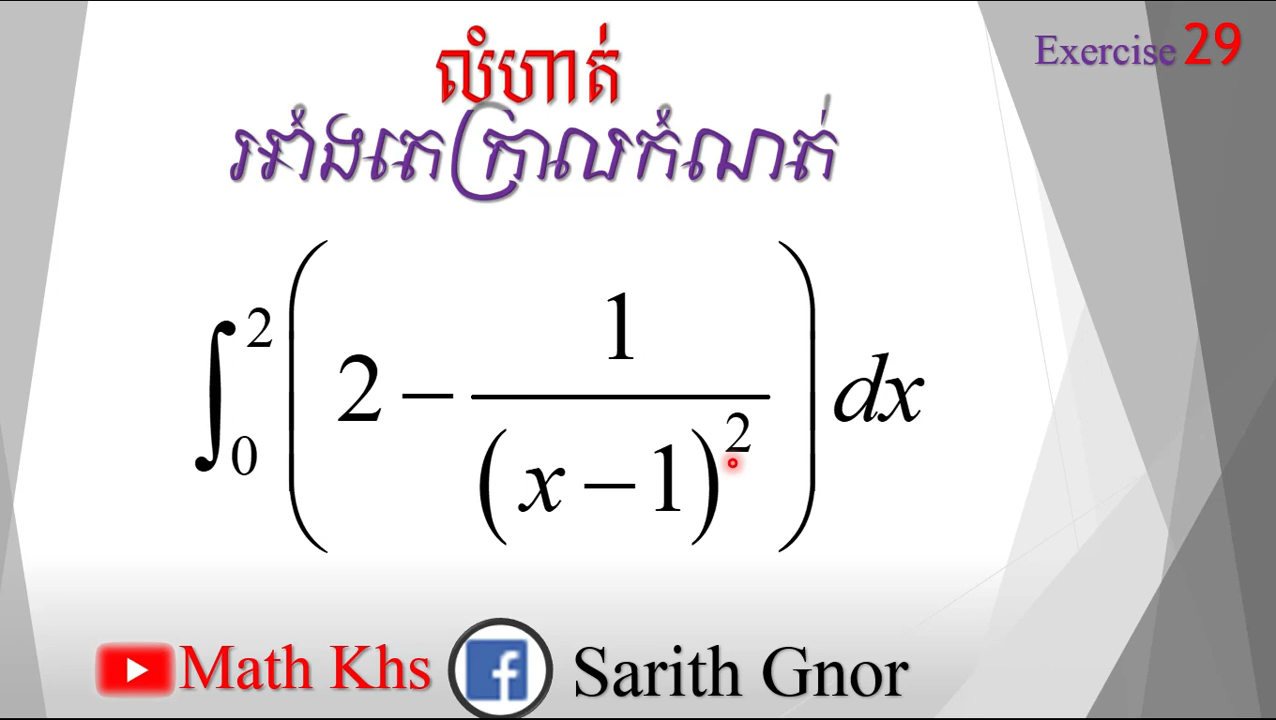 Exercise 29
លំហាត់
អាំងតេក្រាលកំណត់
∫₀² (2 − 1/(x − 1)²) dx
Math Khs Sarith Gnor